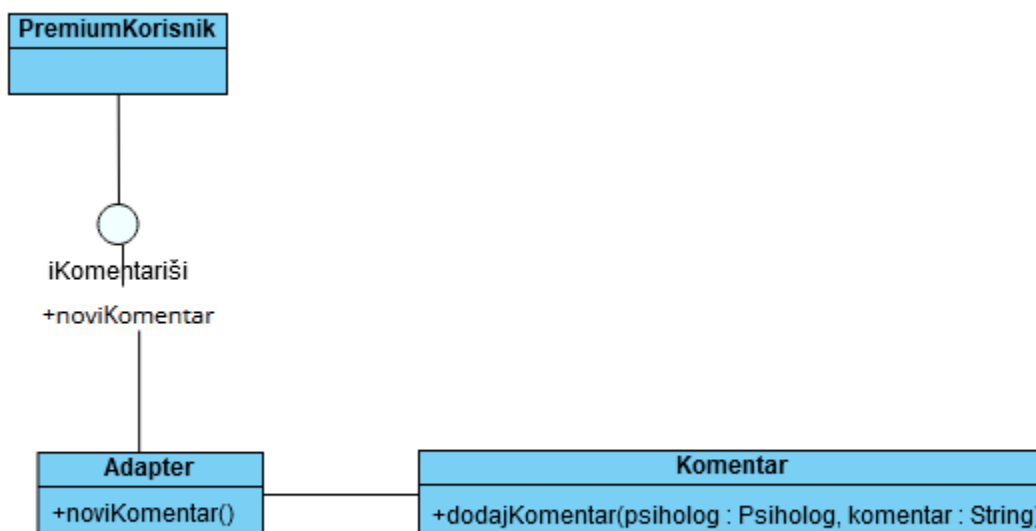 PremiumKorisnik
iKomentariši
+noviKomentar
Adapter
+noviKomentar()
Komentar
+dodajKomentar(psiholog : Psiholog, komentar : String